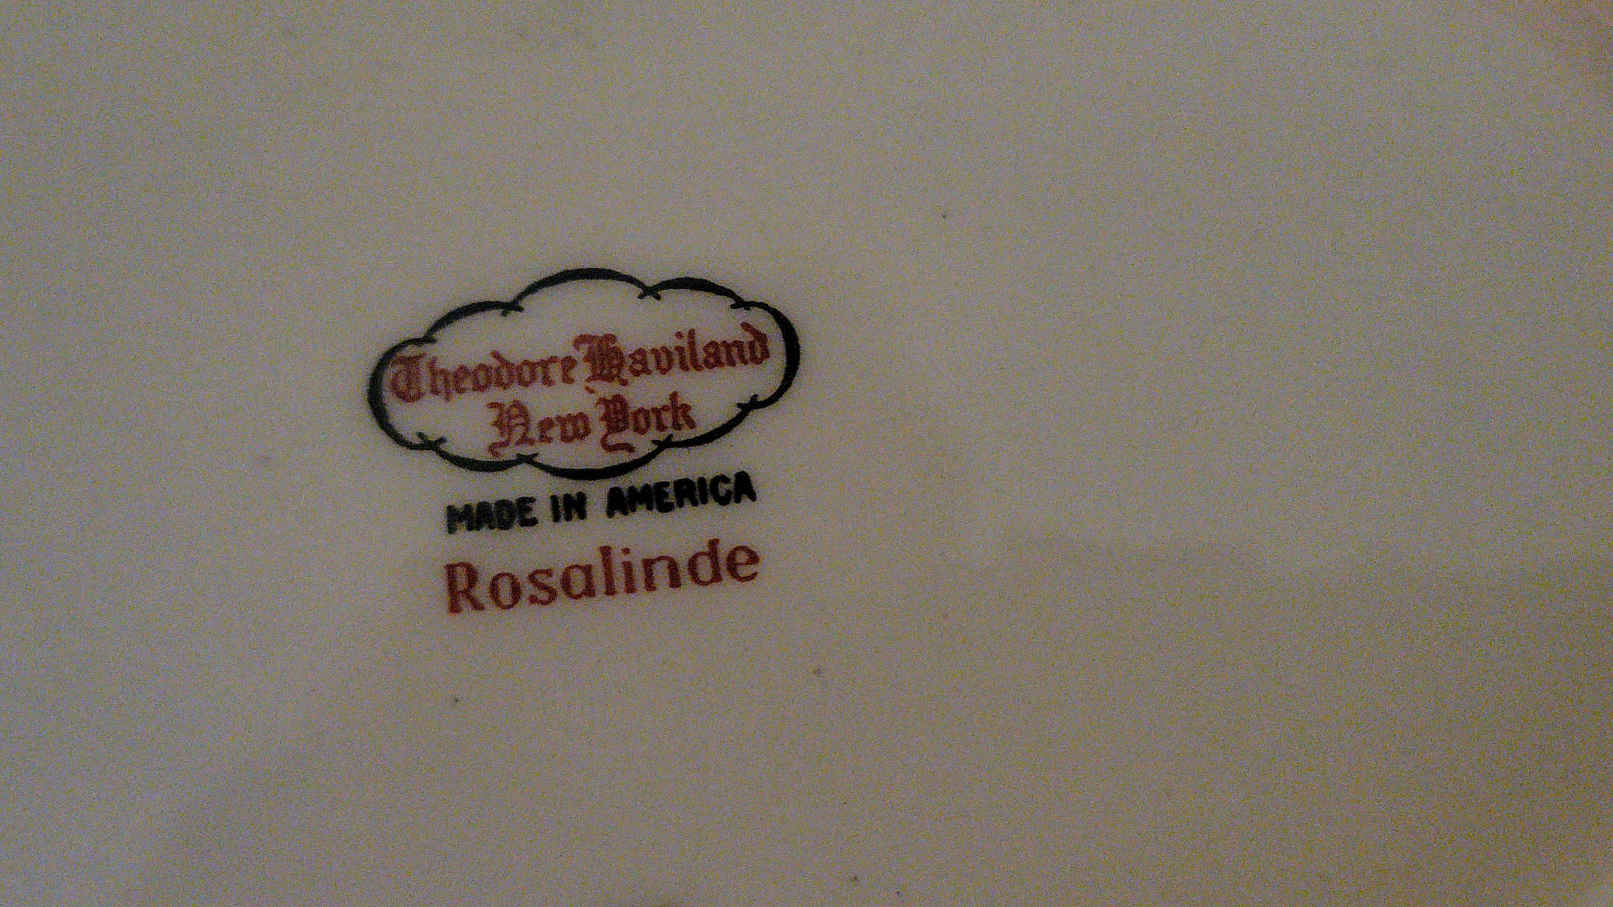 Theodore Haviland
New York
MADE IN AMERICA
Rosalinde